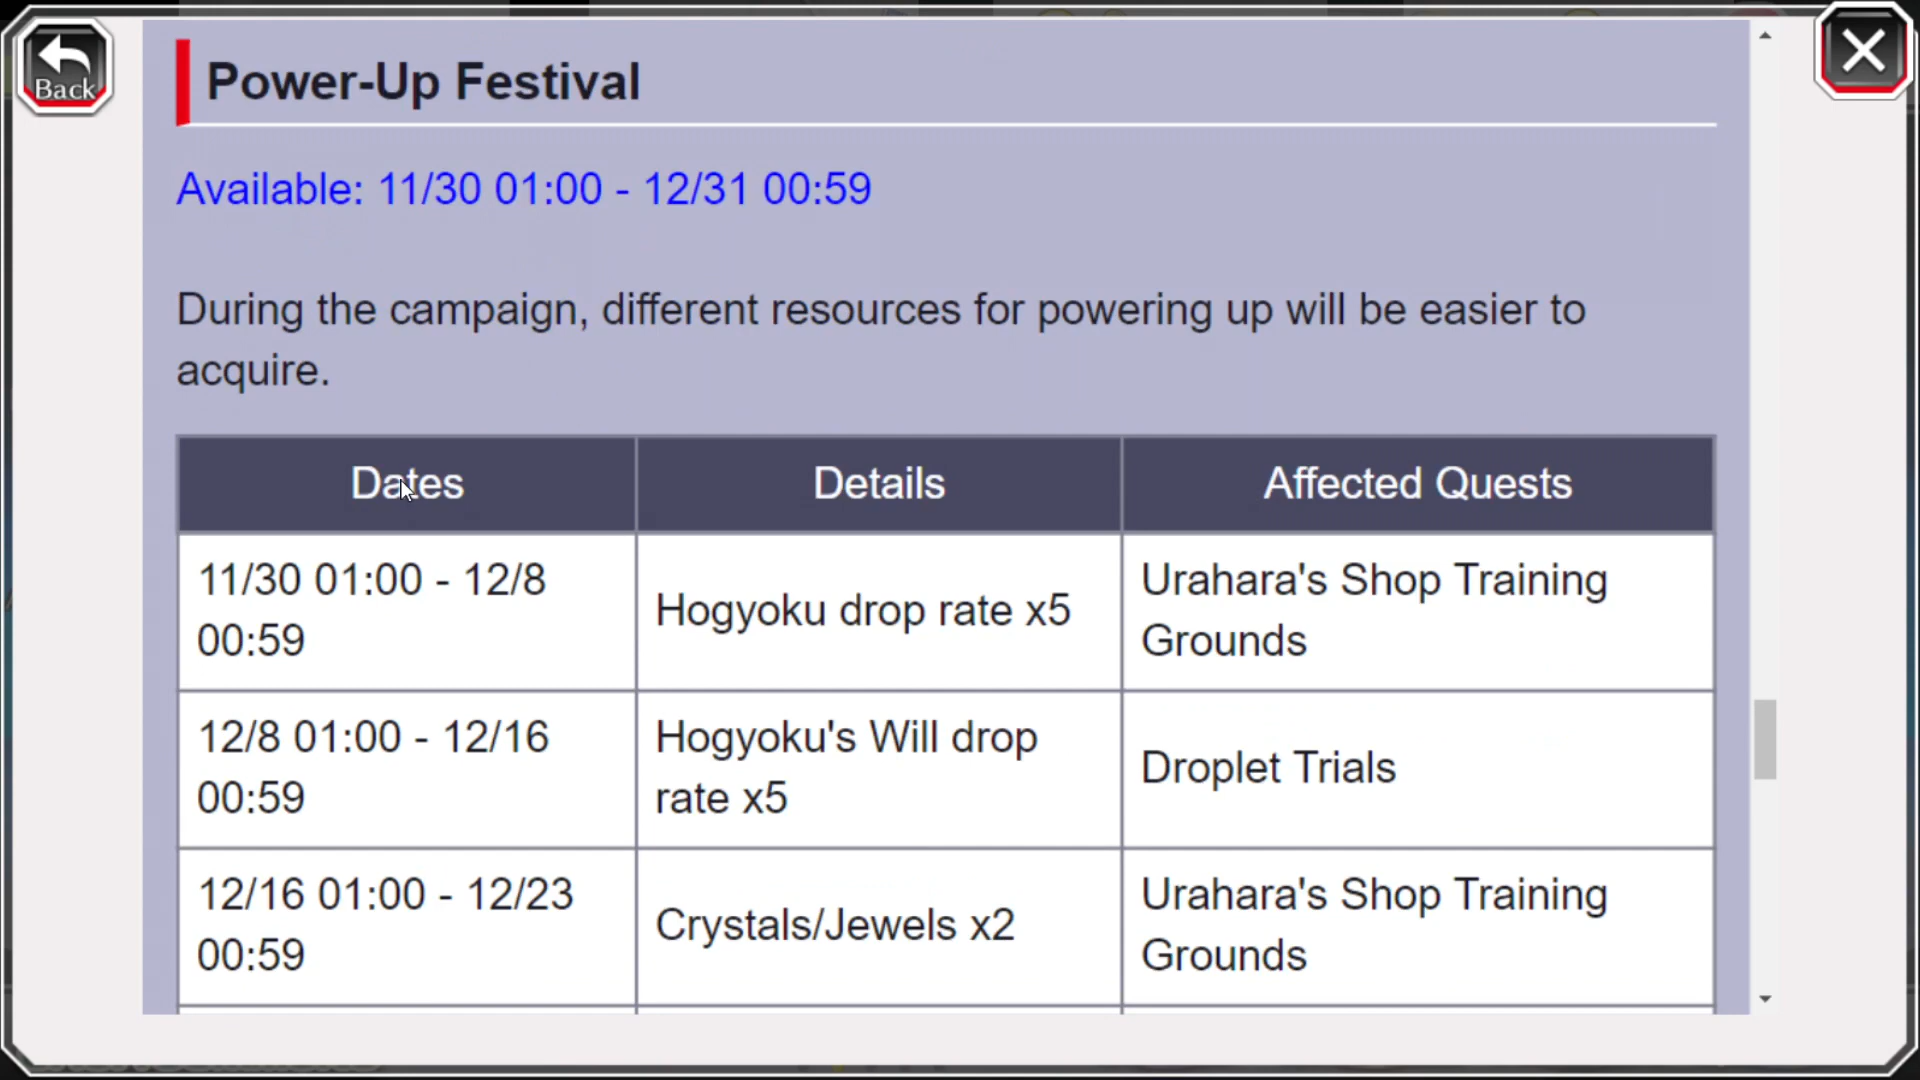 Back
Power-Up Festival
Available: 11/30 01:00 - 12/31 00:59
During the campaign, different resources for powering up will be easier to
acquire.
Dates
Details
Affected Quests
11/30 01:00 - 12/8
00:59
Hogyoku drop rate x5
Urahara's Shop Training
Grounds
12/8 01:00 - 12/16
00:59
Hogyoku's Will drop
rate x5
Droplet Trials
12/16 01:00 - 12/23
00:59
Crystals/Jewels x2
Urahara's Shop Training
Grounds